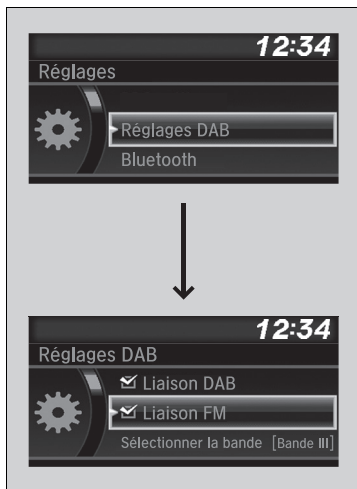 12:34
Réglages
Réglages DAB
Bluetooth
12:34
Réglages DAB
Liaison DAB
Liaison FM
Sélectionner la bande [Bande III]